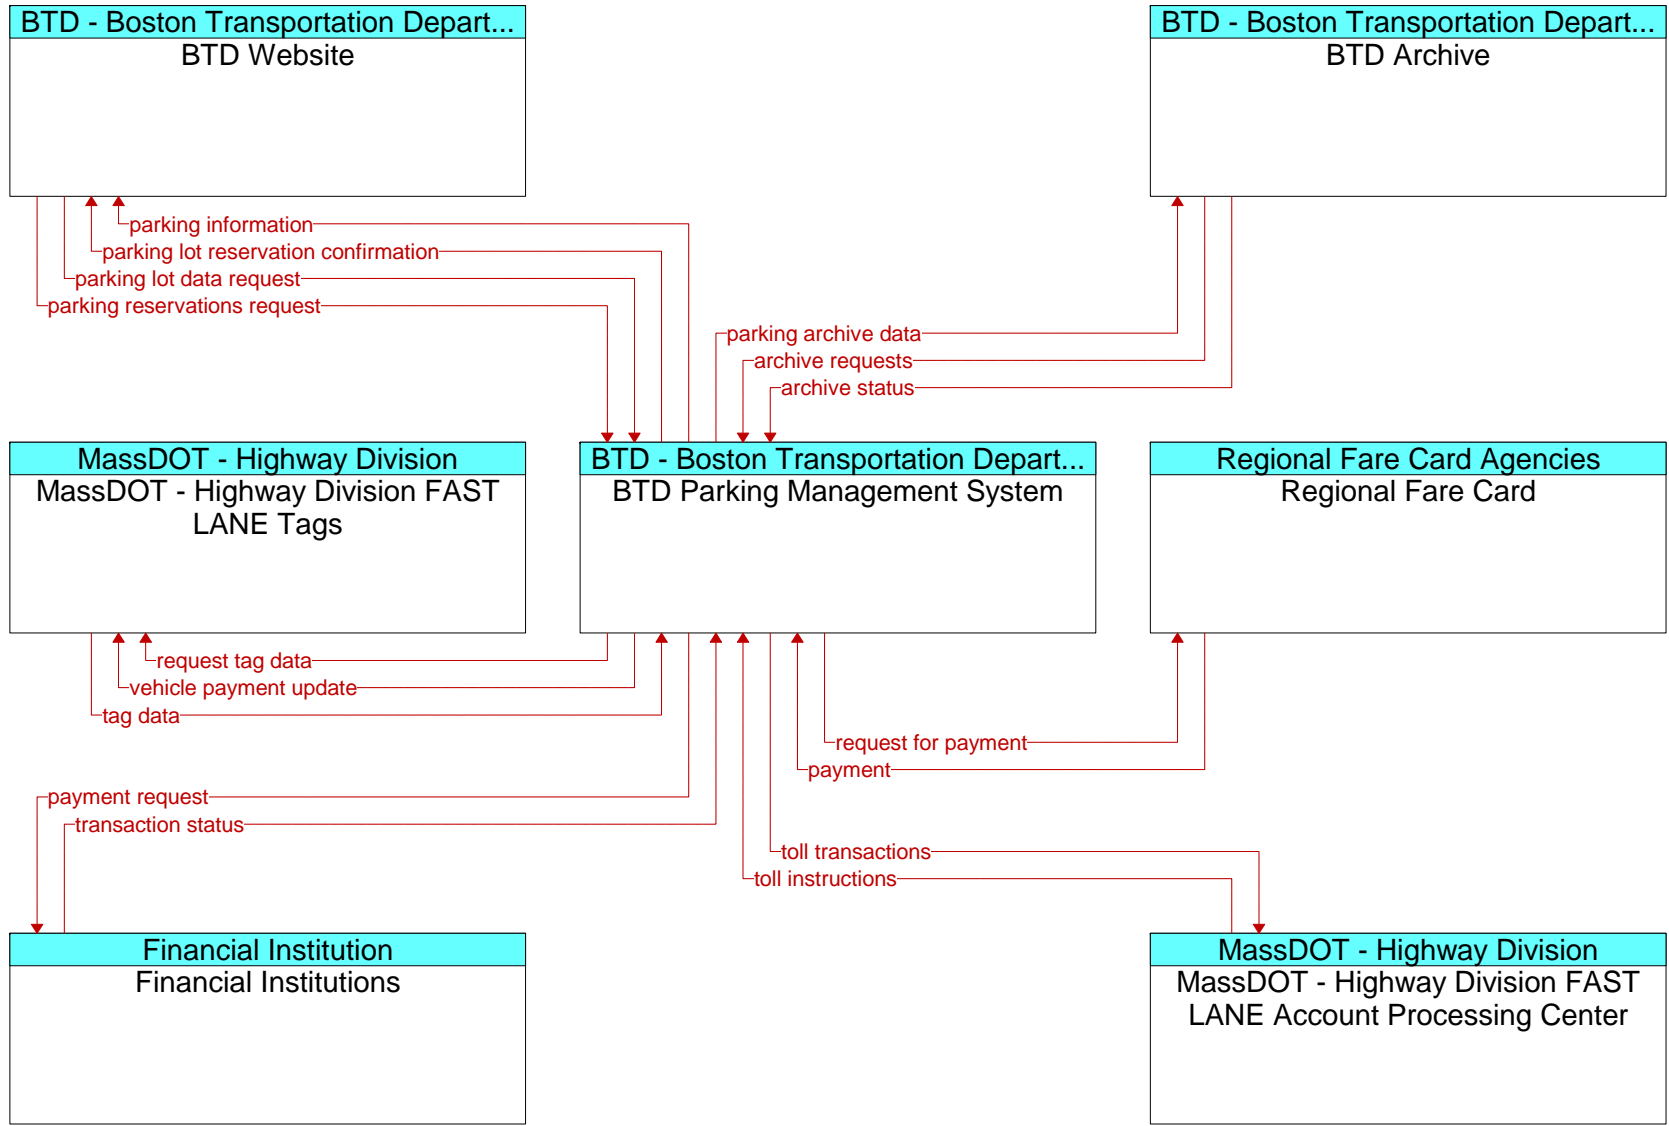 BTD - Boston Transportation Depart...
BTD Website
BTD - Boston Transportation Depart...
BTD Archive
parking information
parking lot reservation confirmation
parking lot data request
parking reservations request
parking archive data
archive requests
archive status
MassDOT - Highway Division
MassDOT - Highway Division FAST
LANE Tags
BTD - Boston Transportation Depart...
BTD Parking Management System
Regional Fare Card Agencies
Regional Fare Card
request tag data
vehicle payment update
tag data
request for payment
payment
payment request
transaction status
toll transactions
toll instructions
Financial Institution
Financial Institutions
MassDOT - Highway Division
MassDOT - Highway Division FAST
LANE Account Processing Center